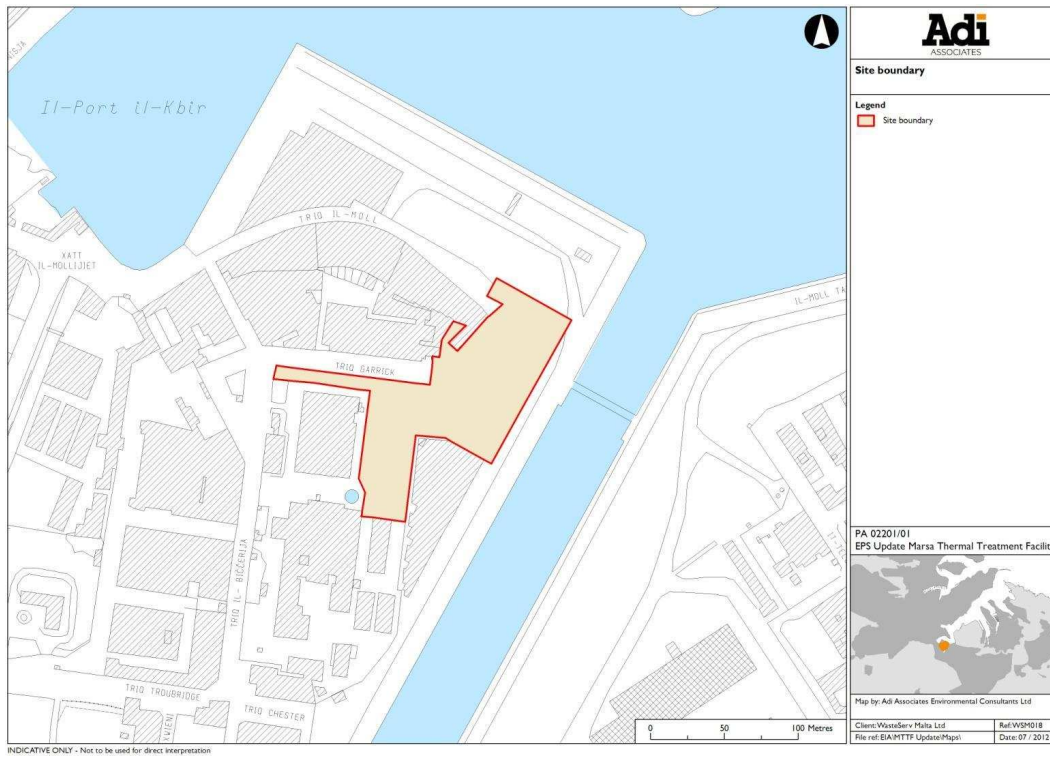 Il-Port il-Kbir
TRIQ IL-MOLL
XATT
IL-MOLLIJIET
TRIQ GARRICK
IL-MOLL TA
TRIQ IL- BIĊĊERIJA
TRIQ TROUBRIDGE
TRIQ CHESTER
0 50 100 Metres
INDICATIVE ONLY - Not to be used for direct interpretation
Adi
ASSOCIATES
Site boundary
Legend
Site boundary
PA 02201/01
EPS Update Marsa Thermal Treatment Facilit
Map by: Adi Associates Environmental Consultants Ltd
Client:WasteServ Malta Ltd Ref:WSM018
File ref: EIA\MTTF Update\Maps\ Date: 07 / 2012